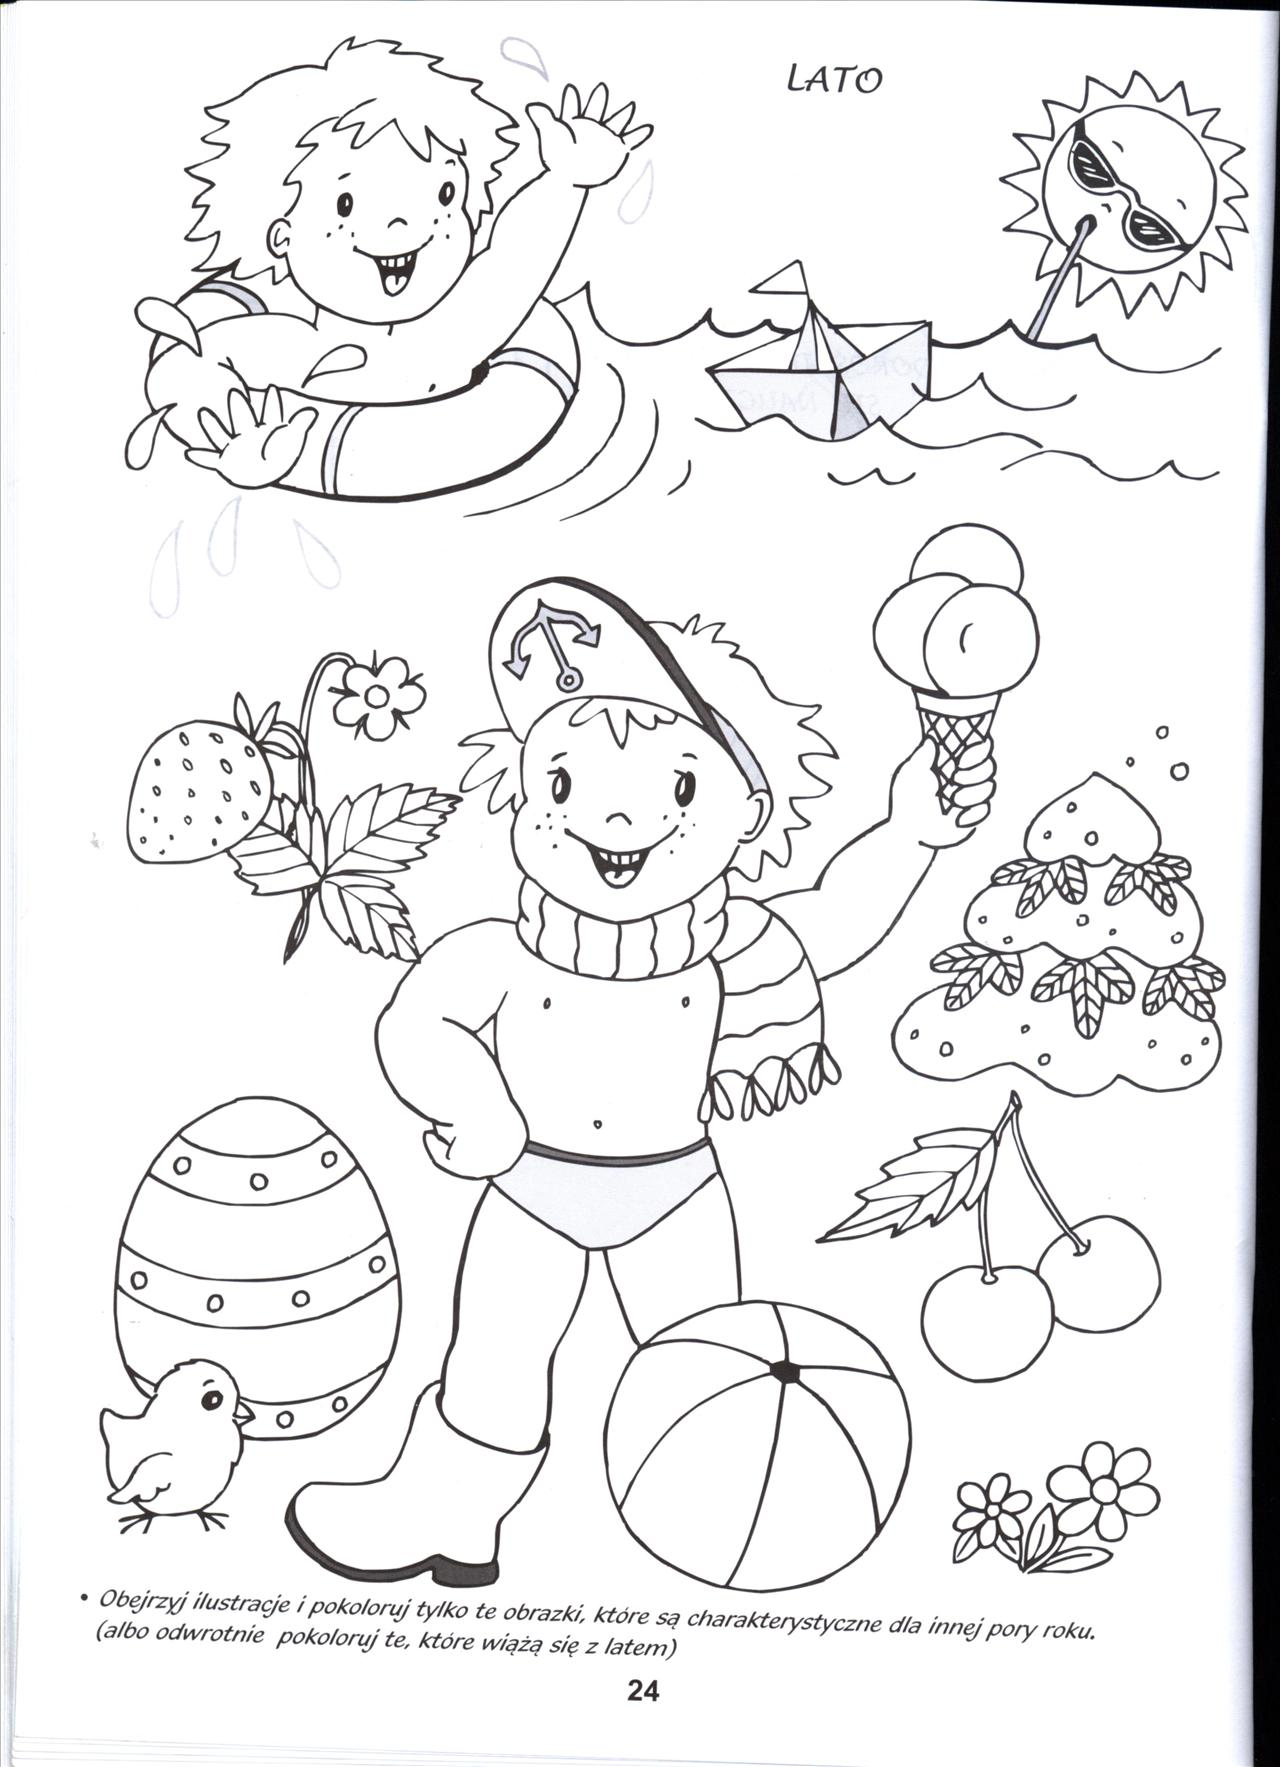 LATO
• Obejrzyj ilustracje i pokoloruj tylko te obrazki, które są charakterystyczne dla innej pory roku.
(albo odwrotnie pokoloruj te, które wiążą się z latem)
24